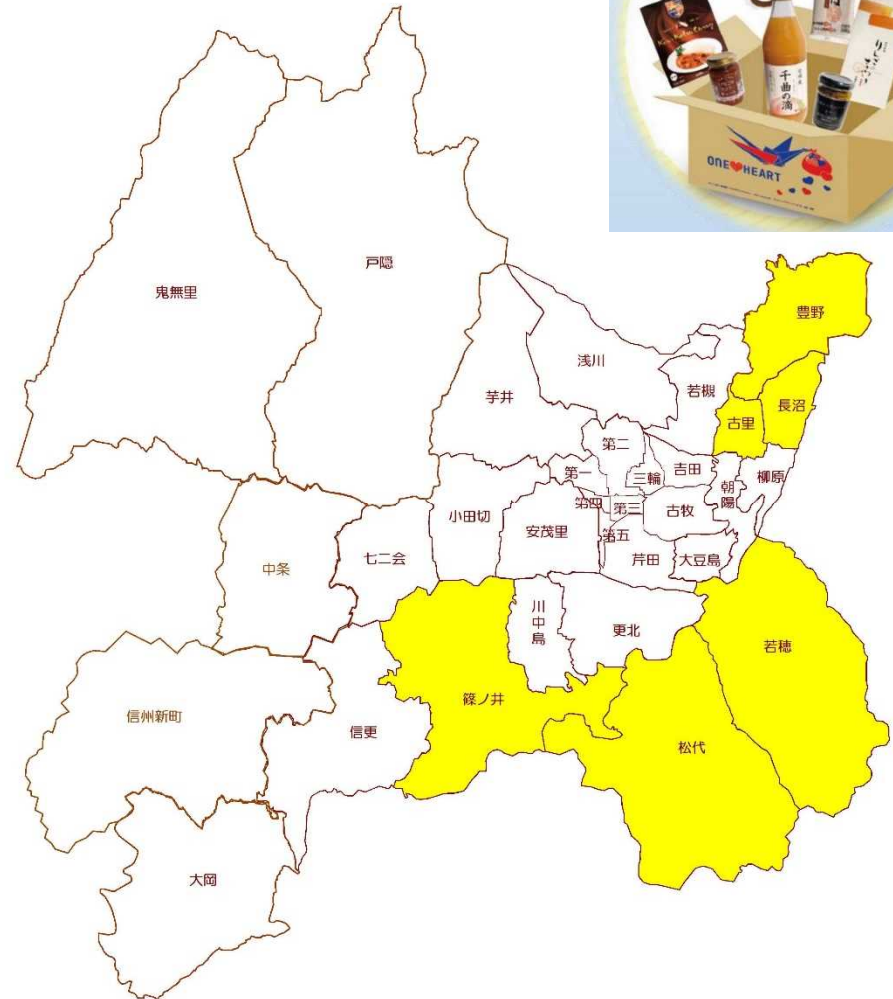 千曲の滴
ONE HEART
鬼無里
戸隠
豊野
浅川
若槻
芋井
長沼
古里
第二
第一
三輪
吉田
朝陽
柳原
第四
第三
古牧
小田切
安茂里
第五
芹田
大豆島
中条
七二会
川中島
更北
若穂
篠ノ井
信州新町
信更
松代
大岡